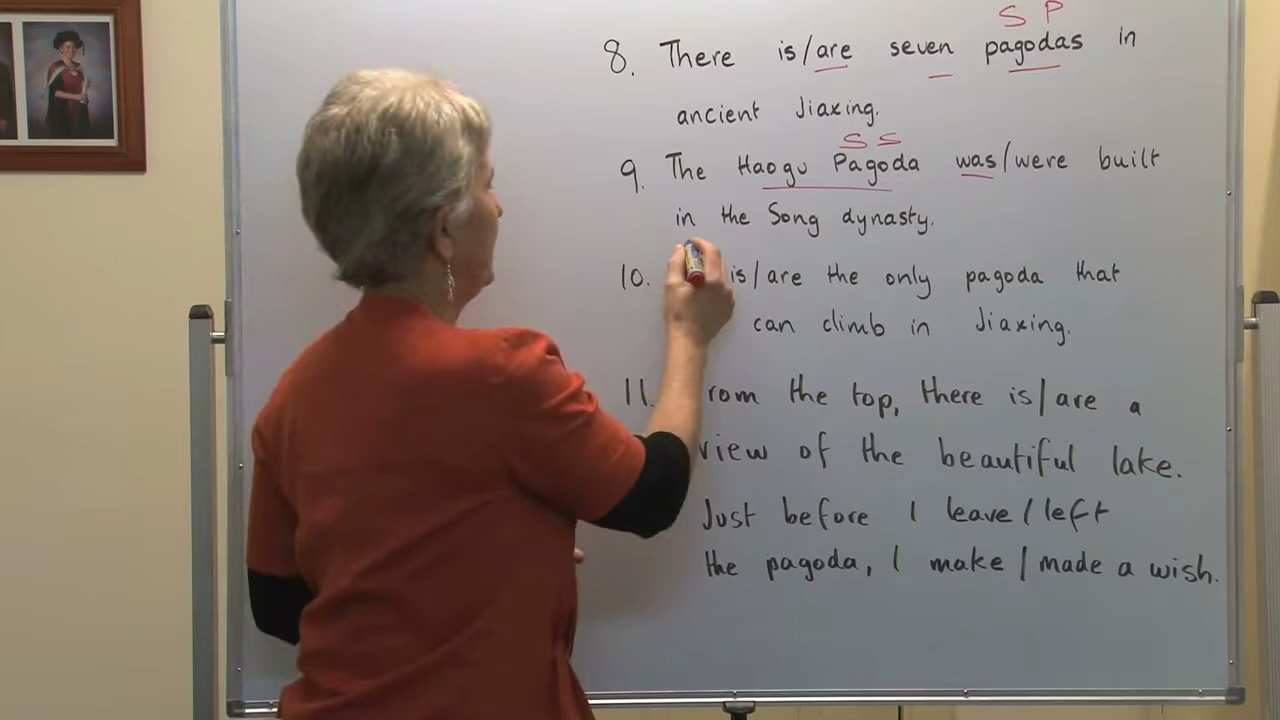 S P
8. There is/are seven pagodas in
ancient Jiaxing.
S S
9. The Haogu Pagoda was/were built
in the Song dynasty.
10. is/are the only pagoda that
can climb in Jiaxing.
11. rom the top, there is/are a
view of the beautiful lake.
Just before I leave/left
the pagoda, I make/made a wish.